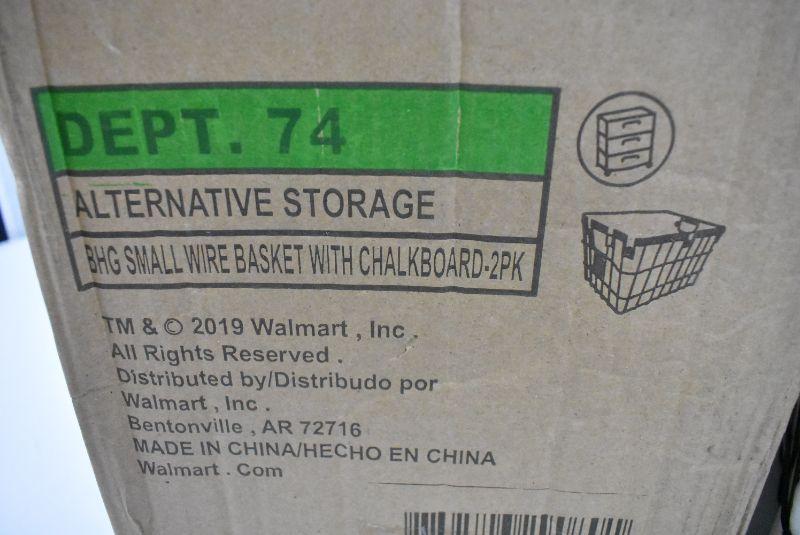 DEPT. 74
ALTERNATIVE STORAGE
BHG SMALL WIRE BASKET WITH CHALKBOARD-2PK
TM & © 2019 Walmart , Inc .
All Rights Reserved .
Distributed by/Distribudo por
Walmart , Inc .
Bentonville , AR 72716
MADE IN CHINA/HECHO EN CHINA
Walmart . Com